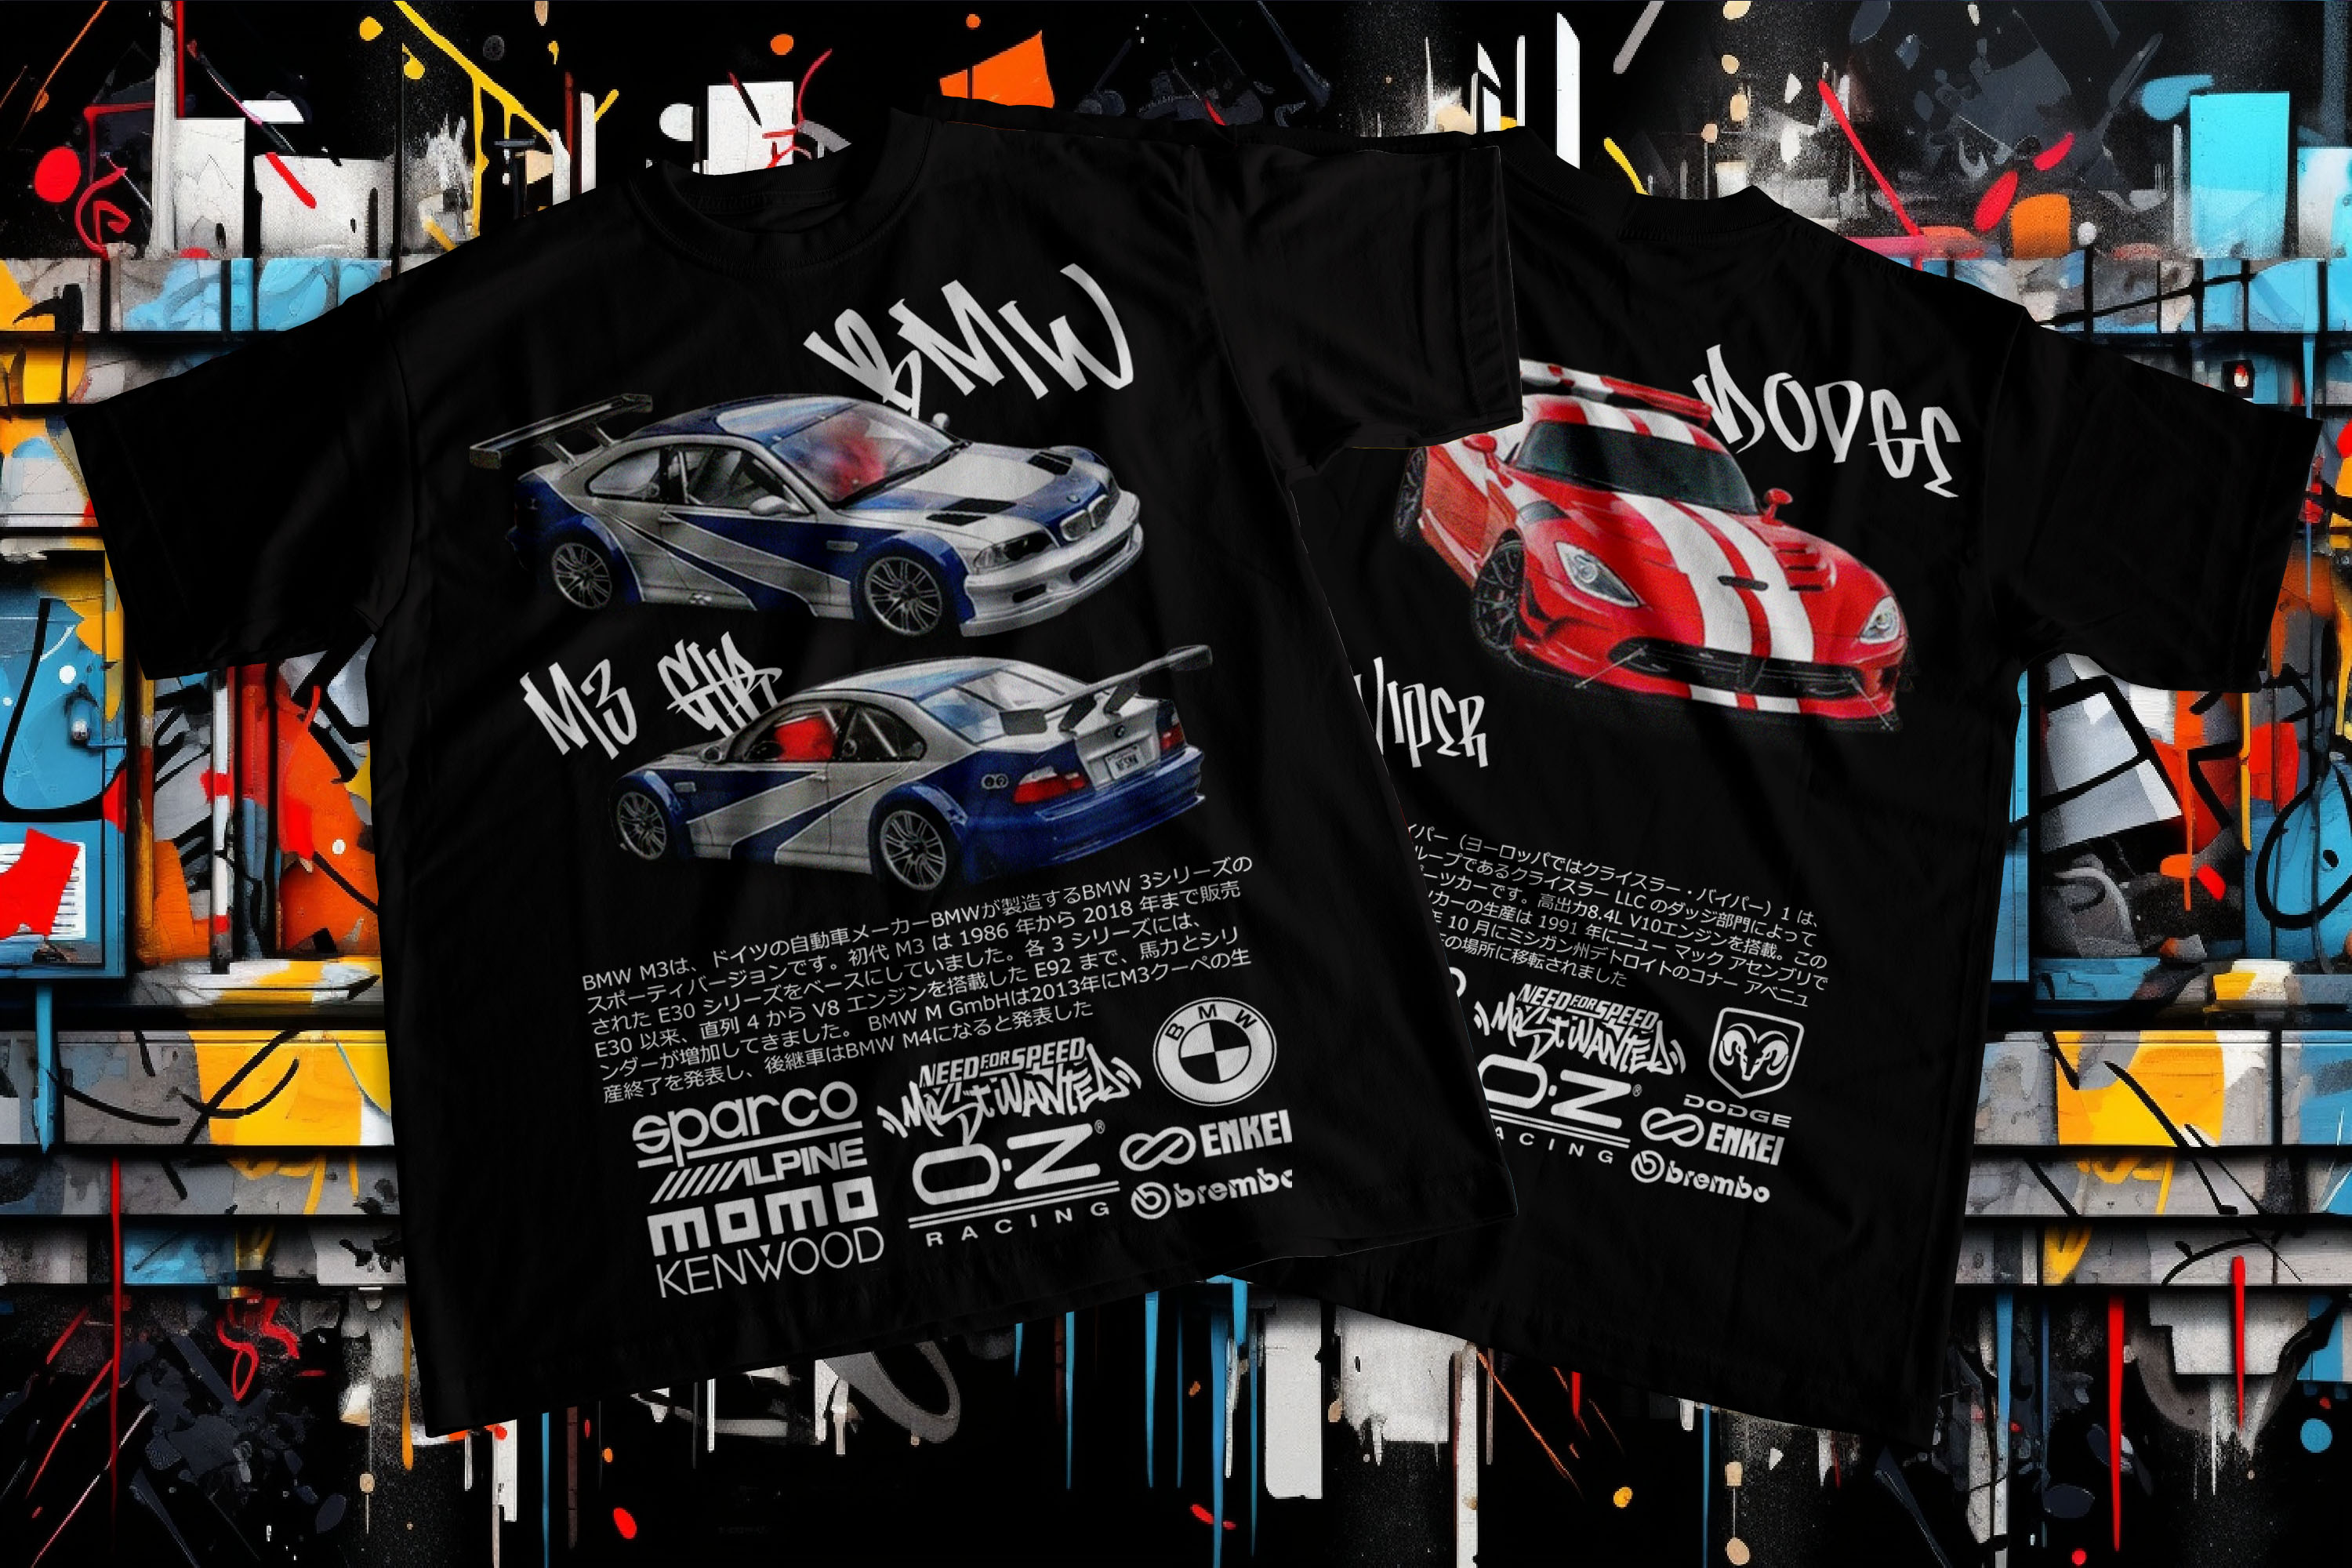 BMW
M3 GTR
NFSMW
BMW M3は、ドイツの自動車メーカーBMWが製造するBMW 3シリーズの
スポーティバージョンです。初代 M3 は 1986 年から 2018 年まで販売
された E30 シリーズをベースにしていました。各 3 シリーズには、
E30 以来、直列 4 から V8 エンジンを搭載した E92 まで、馬力とシリ
ンダーが増加してきました。 BMW M GmbHは2013年にM3クーペの生
産終了を発表し、後継車はBMW M4になると発表した
sparco
ALPINE
momo
KENWOOD
NEED FOR SPEED
MOST WANTED
O·Z®
RACING
BMW
ENKEI
brembo
DODGE
VIPER
イパー（ヨーロッパではクライスラー・バイパー）1 は、
ループであるクライスラー LLC のダッジ部門によって
ーツカーです。高出力8.4L V10エンジンを搭載。この
ッカーの生産は 1991 年にニュー マック アセンブリで
年 10 月にミシガン州デトロイトのコナー アベニュ
の場所に移転されました
NEED FOR SPEED
MOST WANTED
O·Z®
ACING
DODGE
ENKEI
brembo